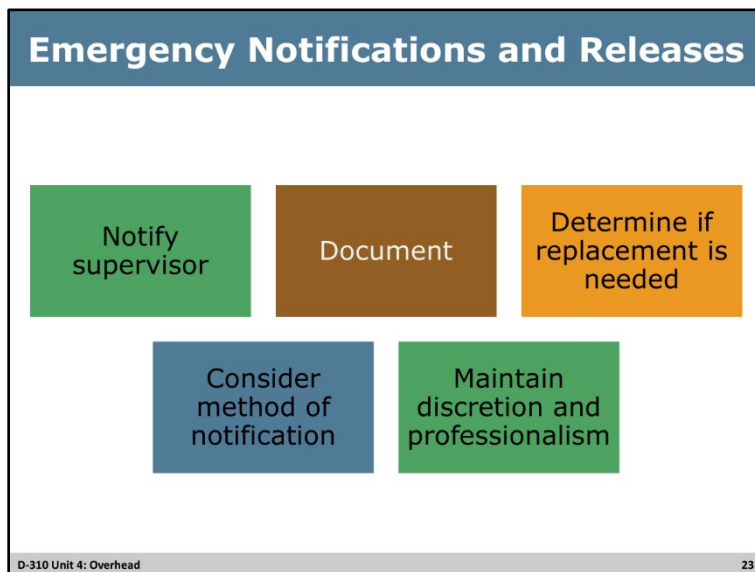 Emergency Notifications and Releases
Notify
supervisor
Document
Determine if
replacement is
needed
Consider
method of
notification
Maintain
discretion and
professionalism
D-310 Unit 4: Overhead
23